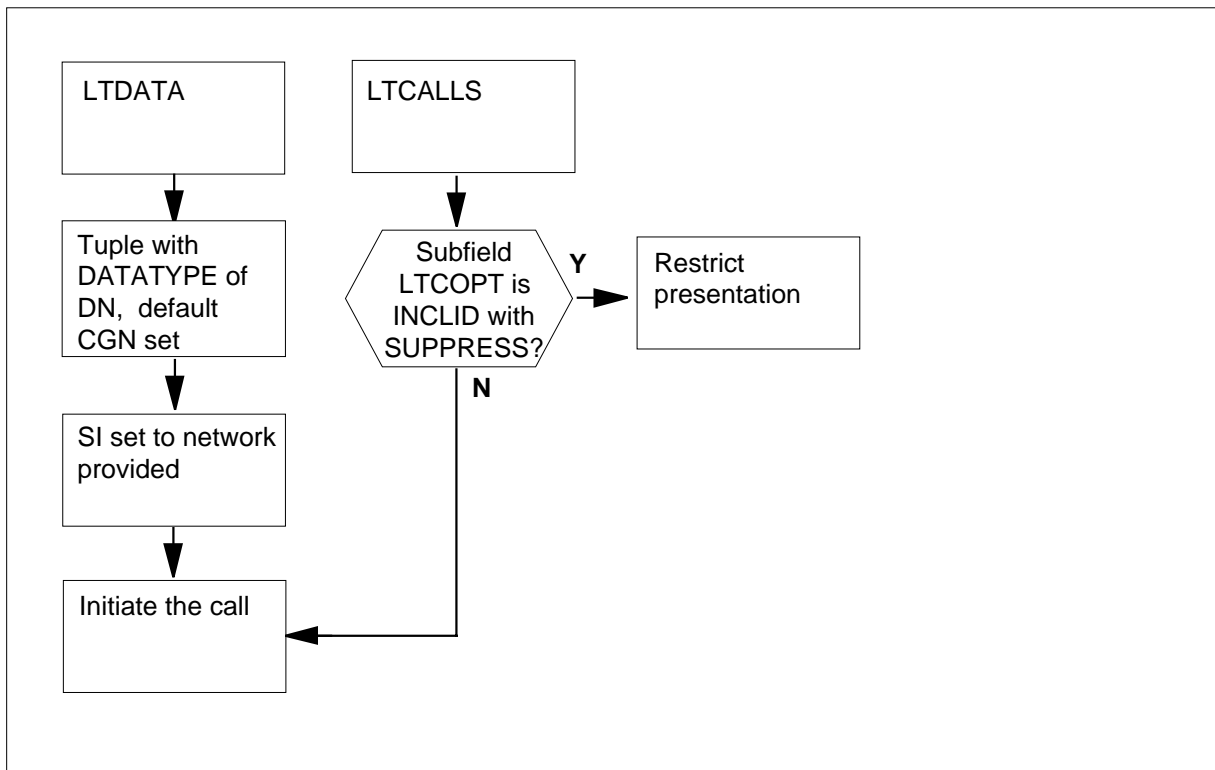 LTDATA
Tuple with
DATATYPE of
DN, default
CGN set
SI set to network
provided
Initiate the call
LTCALLS
Subfield
LTCOPT is
INCLID with
SUPPRESS?
Y
N
Restrict
presentation